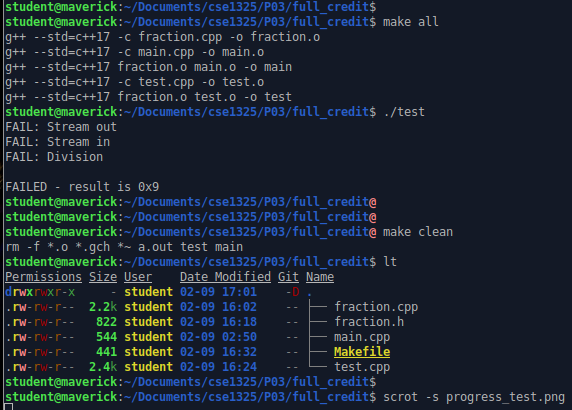 student@maverick:~/Documents/cse1325/P03/full_credit$
student@maverick:~/Documents/cse1325/P03/full_credit$ make all
g++ --std=c++17 -c fraction.cpp -o fraction.o
g++ --std=c++17 -c main.cpp -o main.o
g++ --std=c++17 fraction.o main.o -o main
g++ --std=c++17 -c test.cpp -o test.o
g++ --std=c++17 fraction.o test.o -o test
student@maverick:~/Documents/cse1325/P03/full_credit$ ./test
FAIL: Stream out
FAIL: Stream in
FAIL: Division

FAILED - result is 0x9
student@maverick:~/Documents/cse1325/P03/full_credit@
student@maverick:~/Documents/cse1325/P03/full_credit@
student@maverick:~/Documents/cse1325/P03/full_credit@ make clean
rm -f *.o *.gch *~ a.out test main
student@maverick:~/Documents/cse1325/P03/full_credit$ lt
Permissions Size User    Date Modified Git Name
drwxrwxr-x     - student 02-09 17:01    -D .
.rw-rw-r--  2.2k student 02-09 16:02    -- ├── fraction.cpp
.rw-rw-r--   822 student 02-09 16:18    -- ├── fraction.h
.rw-rw-r--   544 student 02-09 02:50    -- ├── main.cpp
.rw-rw-r--   441 student 02-09 16:32    -- ├── Makefile
.rw-rw-r--  2.4k student 02-09 16:24    -- └── test.cpp
student@maverick:~/Documents/cse1325/P03/full_credit$
student@maverick:~/Documents/cse1325/P03/full_credit$ scrot -s progress_test.png